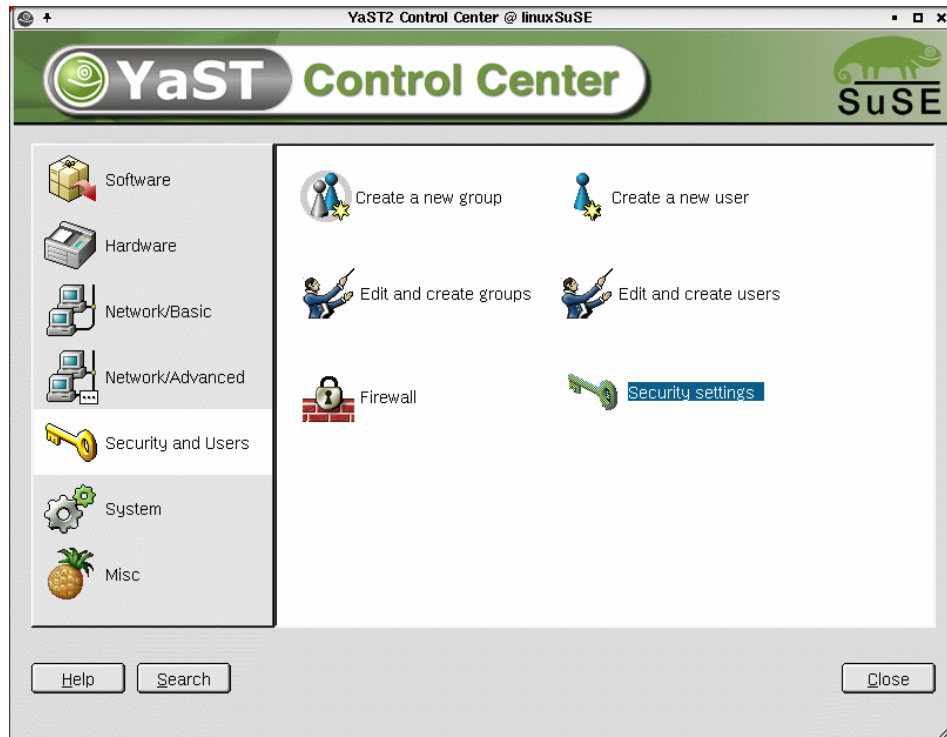 YaST2 Control Center @ linuxSuSE
YaST Control Center
SuSE
Software
Hardware
Network/Basic
Network/Advanced
Security and Users
System
Misc
Create a new group
Create a new user
Edit and create groups
Edit and create users
Firewall
Security settings
Help
Search
Close